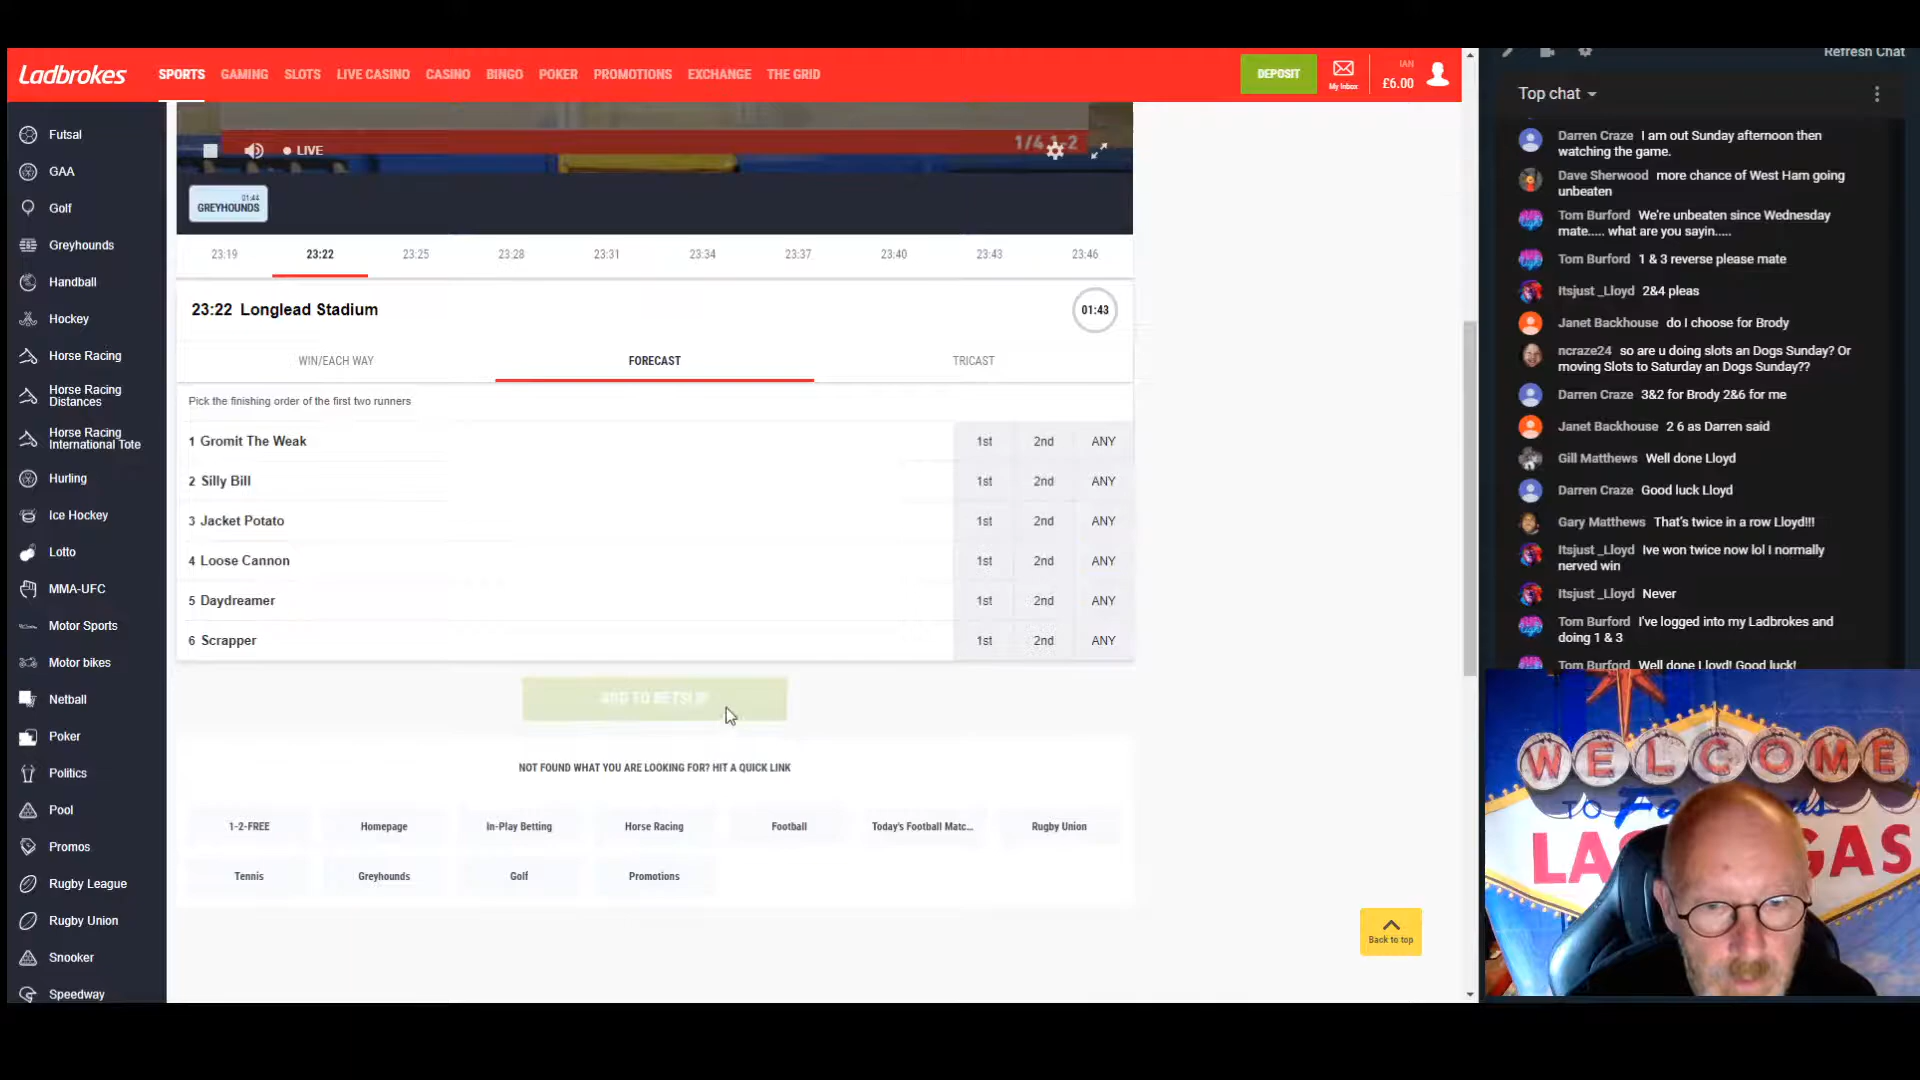 Ladbrokes
SPORTS GAMING SLOTS LIVE CASINO CASINO BINGO POKER PROMOTIONS EXCHANGE THE GRID
DEPOSIT
My Inbox
IAN
£6.00
Futsal
GAA
Golf
Greyhounds
Handball
Hockey
Horse Racing
Horse Racing
Distances
Horse Racing
International Tote
Hurling
Ice Hockey
Lotto
MMA-UFC
Motor Sports
Motor bikes
Netball
Poker
Politics
Pool
Promos
Rugby League
Rugby Union
Snooker
Speedway
LIVE
1/4 1-2
01:44
GREYHOUNDS
23:19 23:22 23:25 23:28 23:31 23:34 23:37 23:40 23:43 23:46
23:22 Longlead Stadium
01:43
WIN/EACH WAY FORECAST TRICAST
Pick the finishing order of the first two runners
1 Gromit The Weak 1st 2nd ANY
2 Silly Bill 1st 2nd ANY
3 Jacket Potato 1st 2nd ANY
4 Loose Cannon 1st 2nd ANY
5 Daydreamer 1st 2nd ANY
6 Scrapper 1st 2nd ANY
ADD TO BETSLIP
NOT FOUND WHAT YOU ARE LOOKING FOR? HIT A QUICK LINK
1-2-FREE Homepage In-Play Betting Horse Racing Football Today's Football Matc... Rugby Union
Tennis Greyhounds Golf Promotions
Back to top
Refresh Chat
Top chat
Darren Craze I am out Sunday afternoon then
watching the game.
Dave Sherwood more chance of West Ham going
unbeaten
Tom Burford We're unbeaten since Wednesday
mate..... what are you sayin.....
Tom Burford 1 & 3 reverse please mate
Itsjust _Lloyd 2&4 pleas
Janet Backhouse do I choose for Brody
ncraze24 so are u doing slots an Dogs Sunday? Or
moving Slots to Saturday an Dogs Sunday??
Darren Craze 3&2 for Brody 2&6 for me
Janet Backhouse 2 6 as Darren said
Gill Matthews Well done Lloyd
Darren Craze Good luck Lloyd
Gary Matthews That's twice in a row Lloyd!!!
Itsjust _Lloyd Ive won twice now lol I normally
nerved win
Itsjust _Lloyd Never
Tom Burford I've logged into my Ladbrokes and
doing 1 & 3
Tom Burford Well done Lloyd! Good luck!
WELCOME
TO
LAS
GAS